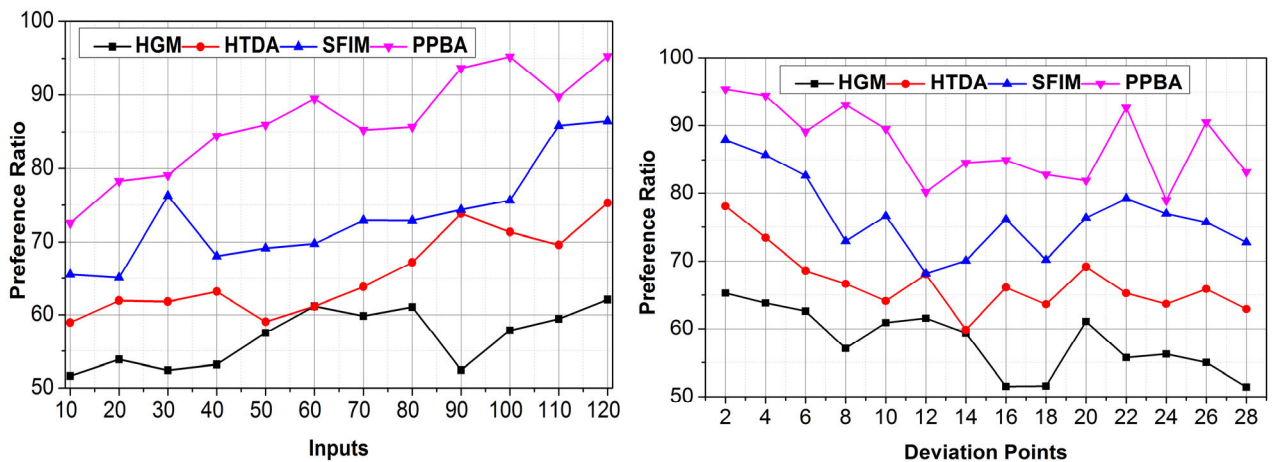 100
90
80
70
60
50
Preference Ratio
HGM HTDA SFIM PPBA
10 20 30 40 50 60 70 80 90 100 110 120
Inputs
100
90
80
70
60
50
Preference Ratio
HGM HTDA SFIM PPBA
2 4 6 8 10 12 14 16 18 20 22 24 26 28
Deviation Points